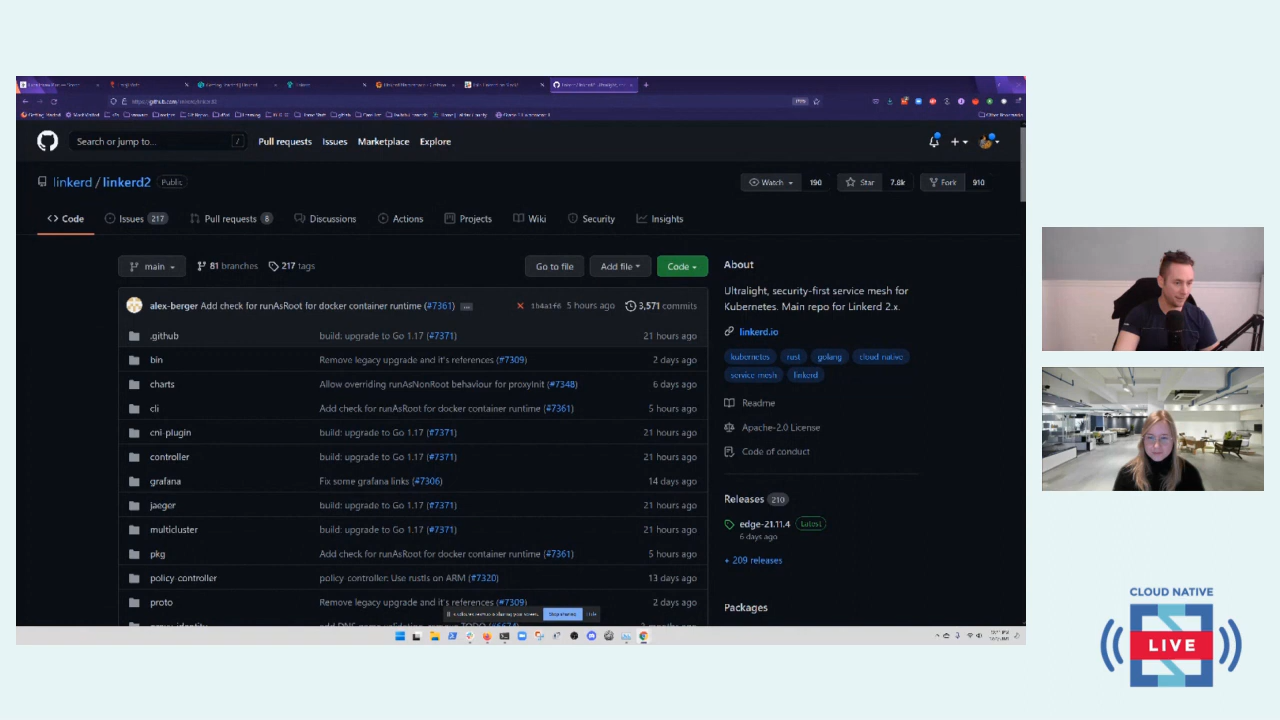 Search or jump to...
/
Pull requests
Issues
Marketplace
Explore
linkerd / linkerd2
Public
Watch
190
Star
7.8k
Fork
910
Code
Issues 217
Pull requests 8
Discussions
Actions
Projects
Wiki
Security
Insights
main
81 branches
217 tags
Go to file
Add file
Code
alex-berger Add check for runAsRoot for docker container runtime (#7361)
1b4a1f6 5 hours ago
3,571 commits
.github
build: upgrade to Go 1.17 (#7371)
21 hours ago
bin
Remove legacy upgrade and it's references (#7309)
2 days ago
charts
Allow overriding runAsNonRoot behaviour for proxyInit (#7348)
6 days ago
cli
Add check for runAsRoot for docker container runtime (#7361)
5 hours ago
cni-plugin
build: upgrade to Go 1.17 (#7371)
21 hours ago
controller
build: upgrade to Go 1.17 (#7371)
21 hours ago
grafana
Fix some grafana links (#7306)
14 days ago
jaeger
build: upgrade to Go 1.17 (#7371)
21 hours ago
multicluster
build: upgrade to Go 1.17 (#7371)
21 hours ago
pkg
Add check for runAsRoot for docker container runtime (#7361)
5 hours ago
policy-controller
policy-controller: Use rustls on ARM (#7320)
13 days ago
proto
Remove legacy upgrade and it's references (#7309)
2 days ago
About
Ultralight, security-first service mesh for
Kubernetes. Main repo for Linkerd 2.x.
linkerd.io
kubernetes
rust
golang
cloud native
service mesh
linkerd
Readme
Apache-2.0 License
Code of conduct
Releases 210
edge-21.11.4
Latest
6 days ago
+ 209 releases
Packages
CLOUD NATIVE
LIVE